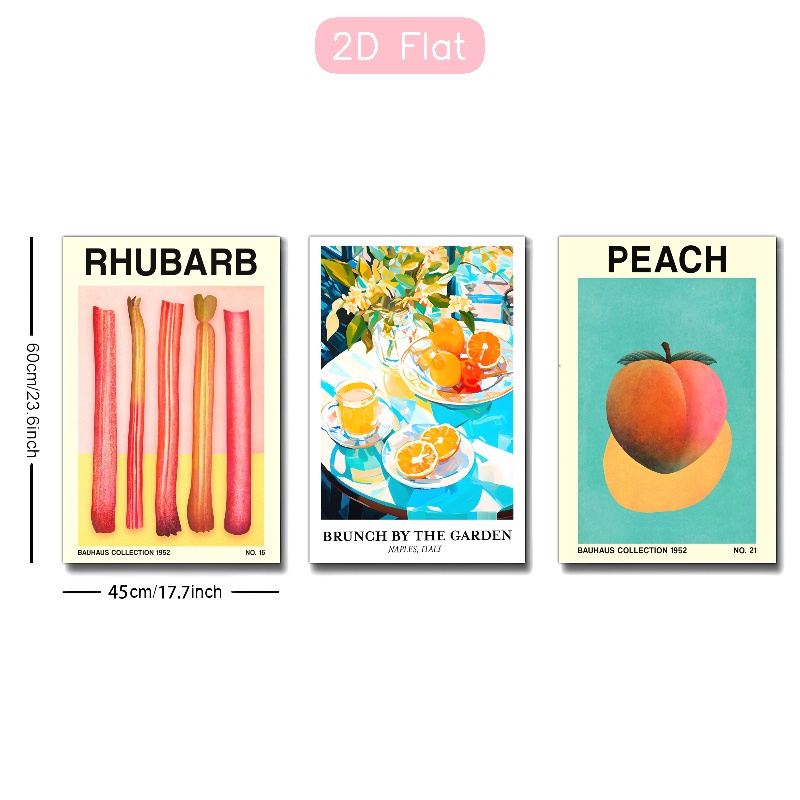 2D Flat
60cm/23.6inch
RHUBARB
BAUHAUS COLLECTION 1952
NO. 16
45cm/17.7inch
BRUNCH BY THE GARDEN
NAPLES, ITALY
PEACH
BAUHAUS COLLECTION 1952
NO. 21